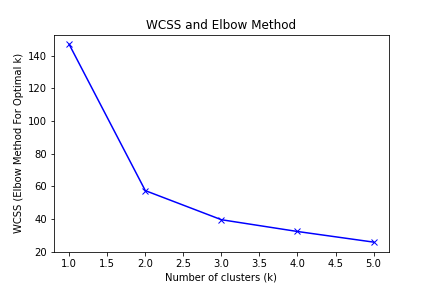 WCSS and Elbow Method
WCSS (Elbow Method For Optimal k)
140
120
100
80
60
40
20
1.0 1.5 2.0 2.5 3.0 3.5 4.0 4.5 5.0
Number of clusters (k)